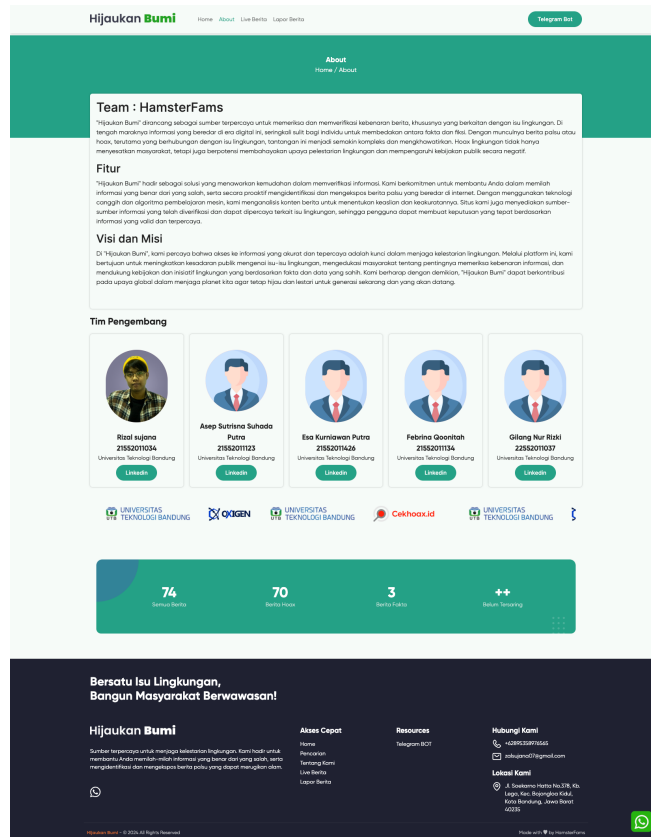 Hijaukan Bumi
Home About Live Berita Lapor Berita
Telegram Bot
About
Home / About
Team : HamsterFams
"Hijaukan Bumi" dirancang sebagai sumber terpercaya untuk memeriksa dan memverifikasi kebenaran berita, khususnya yang berkaitan dengan isu lingkungan. Di
tengah maraknya informasi yang beredar di era digital ini, seringkali sulit bagi individu untuk membedakan antara fakta dan fiksi. Dengan munculnya berita palsu atau
hoax, terutama yang berhubungan dengan isu lingkungan, tantangan ini menjadi semakin kompleks dan mengkhawatirkan. Hoax lingkungan tidak hanya
menyesatkan masyarakat, tetapi juga berpotensi membahayakan upaya pelestarian lingkungan dan mempengaruhi kebijakan publik secara negatif.
Fitur
"Hijaukan Bumi" hadir sebagai solusi yang menawarkan kemudahan dalam memverifikasi informasi. Kami berkomitmen untuk membantu Anda dalam memilah
informasi yang benar dari yang salah, serta secara proaktif mengidentifikasi dan mengekspos berita palsu yang beredar di internet. Dengan menggunakan teknologi
canggih dan algoritma pembelajaran mesin, kami menganalisis konten berita untuk menentukan keaslian dan keakuratannya. Situs kami juga menyediakan sumber-
sumber informasi yang telah diverifikasi dan dapat dipercaya terkait isu lingkungan, sehingga pengguna dapat membuat keputusan yang tepat berdasarkan
informasi yang valid dan terpercaya.
Visi dan Misi
Di "Hijaukan Bumi", kami percaya bahwa akses ke informasi yang akurat dan tepercaya adalah kunci dalam menjaga kelestarian lingkungan. Melalui platform ini, kami
bertujuan untuk meningkatkan kesadaran publik mengenai isu-isu lingkungan, mengedukasi masyarakat tentang pentingnya memeriksa kebenaran informasi, dan
mendukung kebijakan dan inisiatif lingkungan yang berdasarkan fakta dan data yang sahih. Kami berharap dengan demikian, "Hijaukan Bumi" dapat berkontribusi
pada upaya global dalam menjaga planet kita agar tetap hijau dan lestari untuk generasi sekarang dan yang akan datang.
Tim Pengembang
Rizal sujana
21552011034
Universitas Teknologi Bandung
Linkedin
Asep Sutrisna Suhada
Putra
21552011123
Universitas Teknologi Bandung
Linkedin
Esa Kurniawan Putra
21552011426
Universitas Teknologi Bandung
Linkedin
Febrina Qoonitah
21552011134
Universitas Teknologi Bandung
Linkedin
Gilang Nur Rizki
22552011037
Universitas Teknologi Bandung
Linkedin
UTB UNIVERSITAS
TEKNOLOGI BANDUNG
OXIGEN
UTB UNIVERSITAS
TEKNOLOGI BANDUNG
Cekhoax.id
UTB UNIVERSITAS
TEKNOLOGI BANDUNG
74
Semua Berita
70
Berita Hoax
3
Berita Fakta
++
Belum Tersaring
Bersatu Isu Lingkungan,
Bangun Masyarakat Berwawasan!
Hijaukan Bumi
Sumber terpercaya untuk menjaga kelestarian lingkungan. Kami hadir untuk
membantu Anda memilah-milah informasi yang benar dari yang salah, serta
mengidentifikasi dan mengekspos berita palsu yang dapat merugikan alam.
Akses Cepat
Home
Pencarian
Tentang Kami
Live Berita
Lapor Berita
Resources
Telegram BOT
Hubungi Kami
+62895358976565
zalsujana07@gmail.com
Lokasi Kami
Jl. Soekarno Hatta No.378, Kb.
Lega, Kec. Bojongloa Kidul,
Kota Bandung, Jawa Barat
40235
Hijaukan Bumi - © 2024 All Rights Reserved
Made with ♥ by HamsterFams